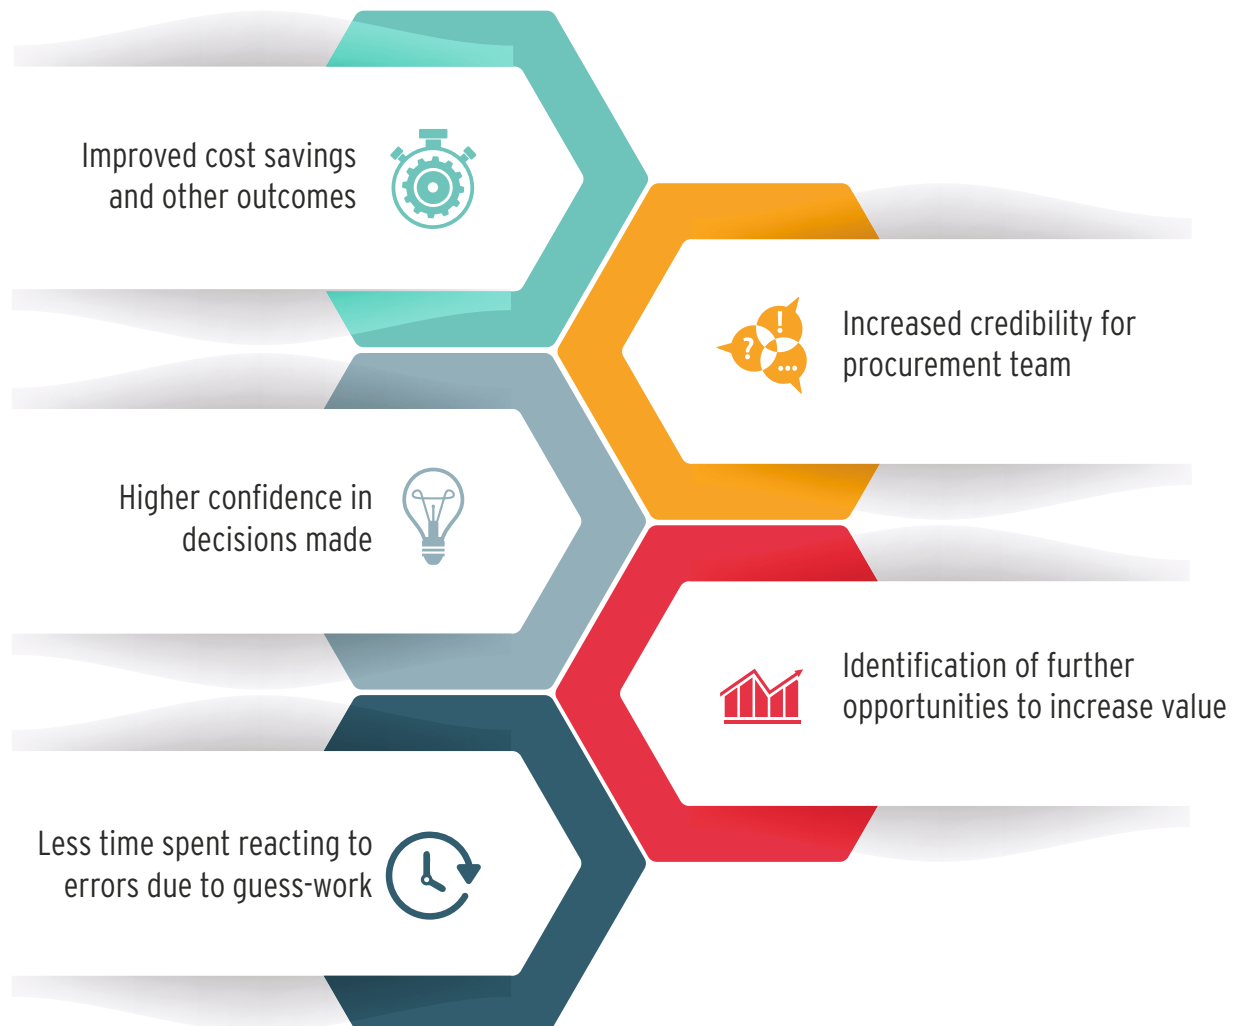 Improved cost savings
and other outcomes
! ? ...
Increased credibility for
procurement team
Higher confidence in
decisions made
Identification of further
opportunities to increase value
Less time spent reacting to
errors due to guess-work